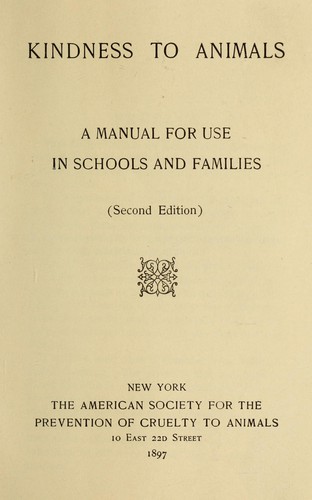 KINDNESS TO ANIMALS
A MANUAL FOR USE
IN SCHOOLS AND FAMILIES
(Second Edition)
NEW YORK
THE AMERICAN SOCIETY FOR THE
PREVENTION OF CRUELTY TO ANIMALS
10 EAST 22D STREET
1897